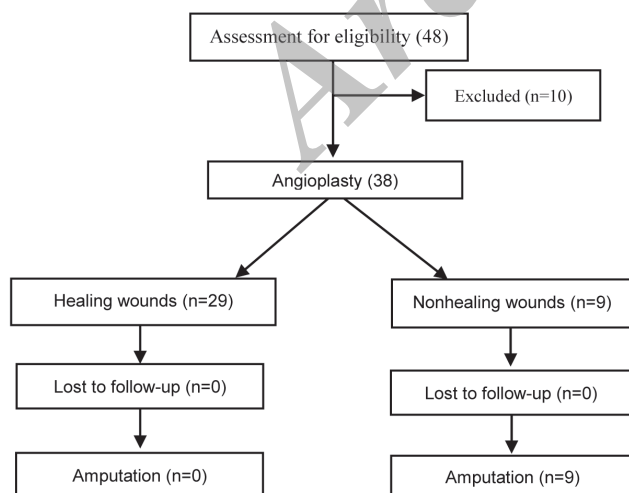 Assessment for eligibility (48)
Excluded (n=10)
Angioplasty (38)
Healing wounds (n=29)
Nonhealing wounds (n=9)
Lost to follow-up (n=0)
Lost to follow-up (n=0)
Amputation (n=0)
Amputation (n=9)